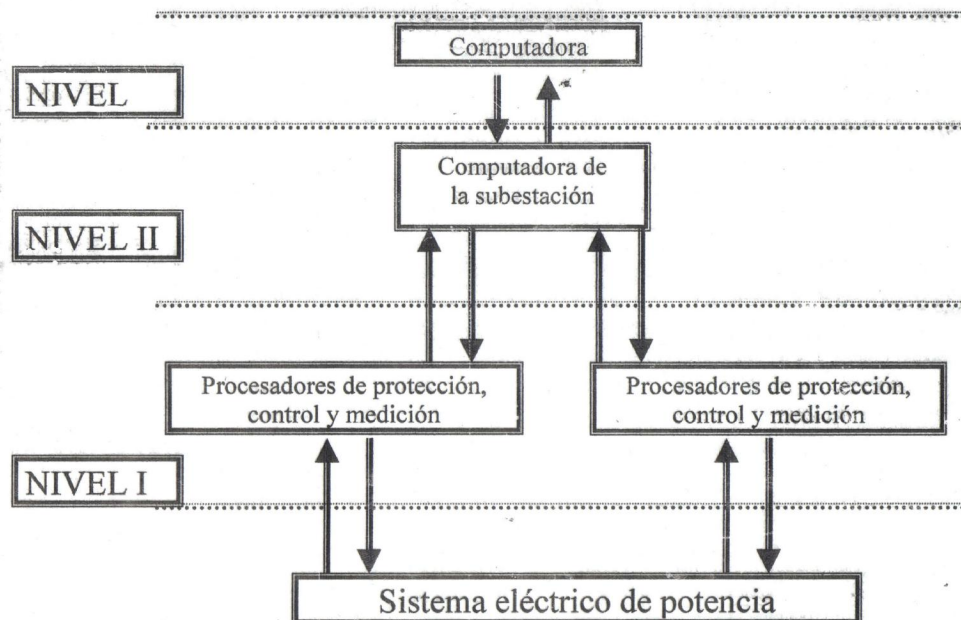 Computadora
NIVEL
Computadora de
la subestación
NIVEL II
Procesadores de protección,
control y medición
Procesadores de protección,
control y medición
NIVEL I
Sistema eléctrico de potencia